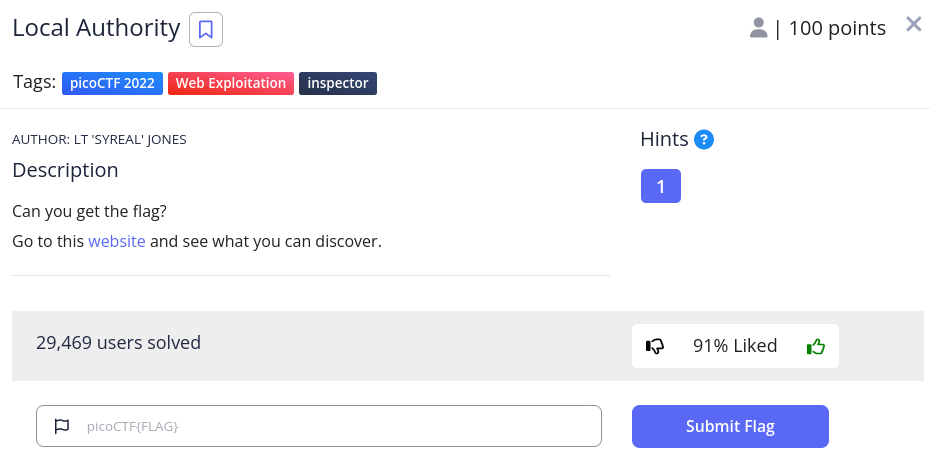 Local Authority
| 100 points
Tags: picoCTF 2022 Web Exploitation inspector
AUTHOR: LT 'SYREAL' JONES
Description
Can you get the flag?
Go to this website and see what you can discover.
Hints ?
1
29,469 users solved
91% Liked
picoCTF{FLAG}
Submit Flag